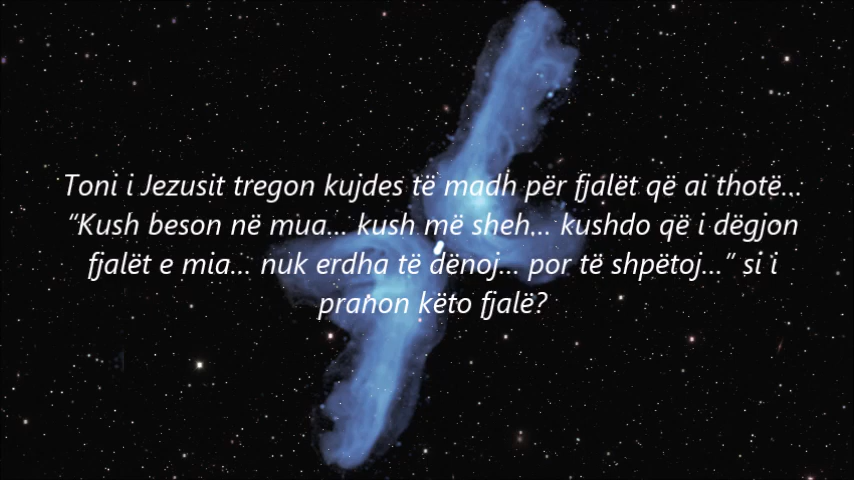 Toni i Jezusit tregon kujdes të madh për fjalët që ai thotë...
“Kush beson në mua... kush më sheh... kushdo që i dëgjon
fjalët e mia... nuk erdha të dënoj... por të shpëtoj...” si i
pranon këto fjalë?